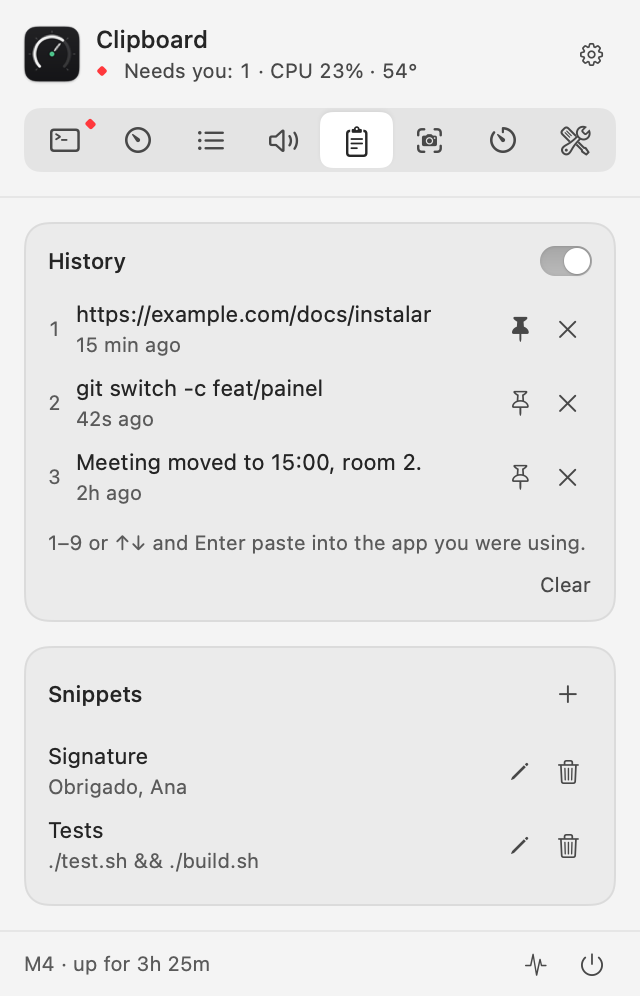 Clipboard
Needs you: 1 · CPU 23% · 54°
History
1
https://example.com/docs/instalar
15 min ago
2
git switch -c feat/painel
42s ago
3
Meeting moved to 15:00, room 2.
2h ago
1–9 or ↑↓ and Enter paste into the app you were using.
Clear
Snippets
Signature
Obrigado, Ana
Tests
./test.sh && ./build.sh
M4 · up for 3h 25m